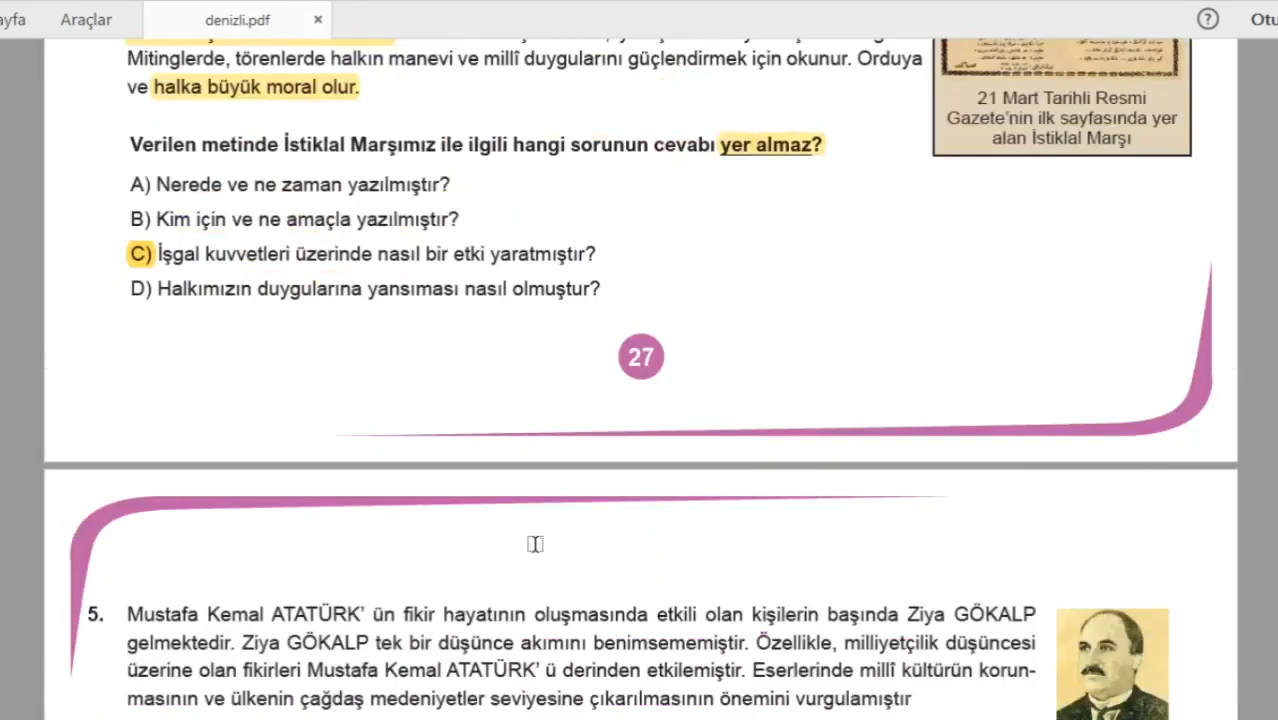 ayfa
Araçlar
denizli.pdf
×
?
Otu
Mitinglerde, törenlerde halkın manevi ve millî duygularını güçlendirmek için okunur. Orduya
ve halka büyük moral olur.
21 Mart Tarihli Resmi
Gazete'nin ilk sayfasında yer
alan İstiklal Marşı
Verilen metinde İstiklal Marşımız ile ilgili hangi sorunun cevabı yer almaz?
A) Nerede ve ne zaman yazılmıştır?
B) Kim için ve ne amaçla yazılmıştır?
C) İşgal kuvvetleri üzerinde nasıl bir etki yaratmıştır?
D) Halkımızın duygularına yansıması nasıl olmuştur?
27
5. Mustafa Kemal ATATÜRK' ün fikir hayatının oluşmasında etkili olan kişilerin başında Ziya GÖKALP
gelmektedir. Ziya GÖKALP tek bir düşünce akımını benimsememiştir. Özellikle, milliyetçilik düşüncesi
üzerine olan fikirleri Mustafa Kemal ATATÜRK' ü derinden etkilemiştir. Eserlerinde millî kültürün korun-
masının ve ülkenin çağdaş medeniyetler seviyesine çıkarılmasının önemini vurgulamıştır